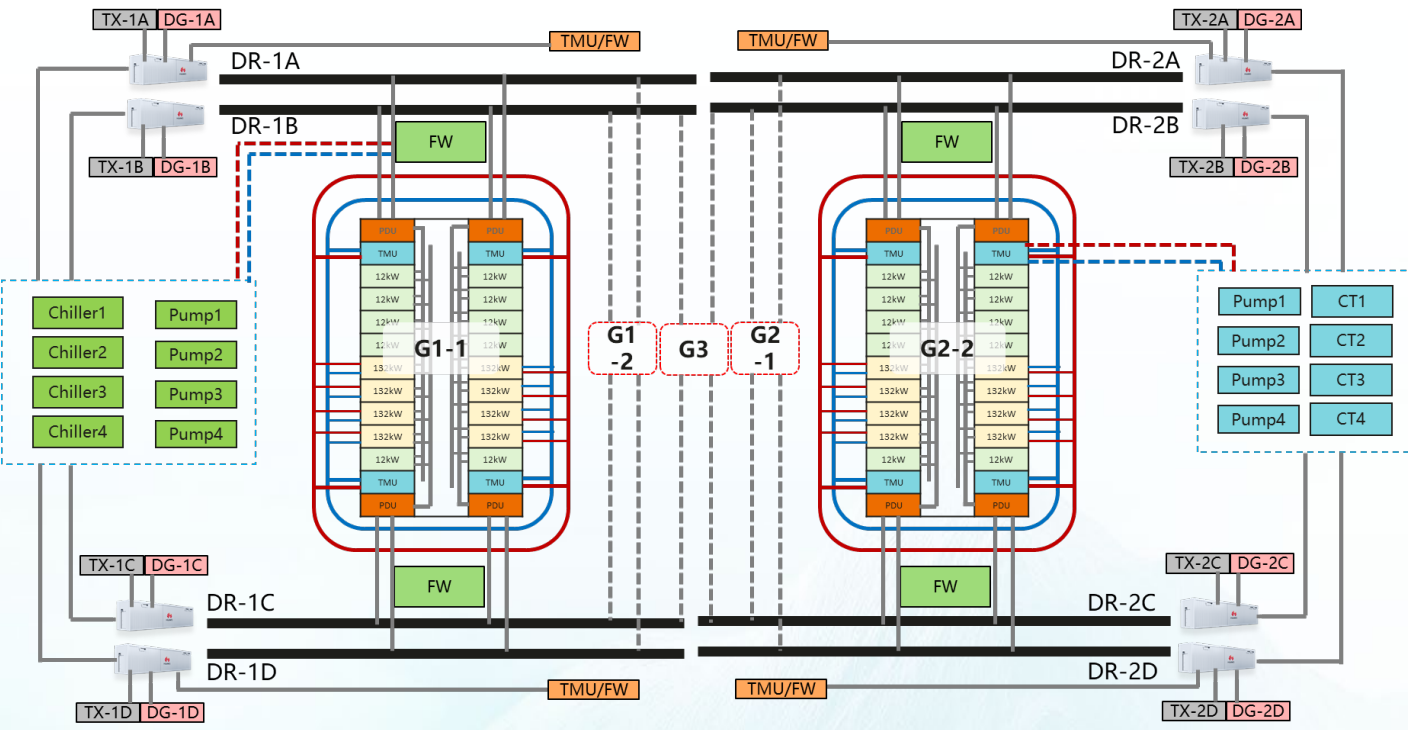 TX-1A DG-1A
TMU/FW
TMU/FW
TX-2A DG-2A
DR-1A
DR-2A
DR-1B
DR-2B
TX-1B DG-1B
FW
FW
TX-2B DG-2B
PDU PDU
TMU TMU
12kW 12kW
12kW 12kW
12kW 12kW
12kW 12kW
G1-1
132kW 132kW
132kW 132kW
132kW 132kW
132kW 132kW
12kW 12kW
TMU TMU
PDU PDU
G1
-2
G3
G2
-1
PDU PDU
TMU TMU
12kW 12kW
12kW 12kW
12kW 12kW
12kW 12kW
G2-2
132kW 132kW
132kW 132kW
132kW 132kW
132kW 132kW
12kW 12kW
TMU TMU
PDU PDU
Chiller1 Pump1
Chiller2 Pump2
Chiller3 Pump3
Chiller4 Pump4
Pump1 CT1
Pump2 CT2
Pump3 CT3
Pump4 CT4
TX-1C DG-1C
FW
FW
TX-2C DG-2C
DR-1C
DR-2C
DR-1D
DR-2D
TX-1D DG-1D
TMU/FW
TMU/FW
TX-2D DG-2D